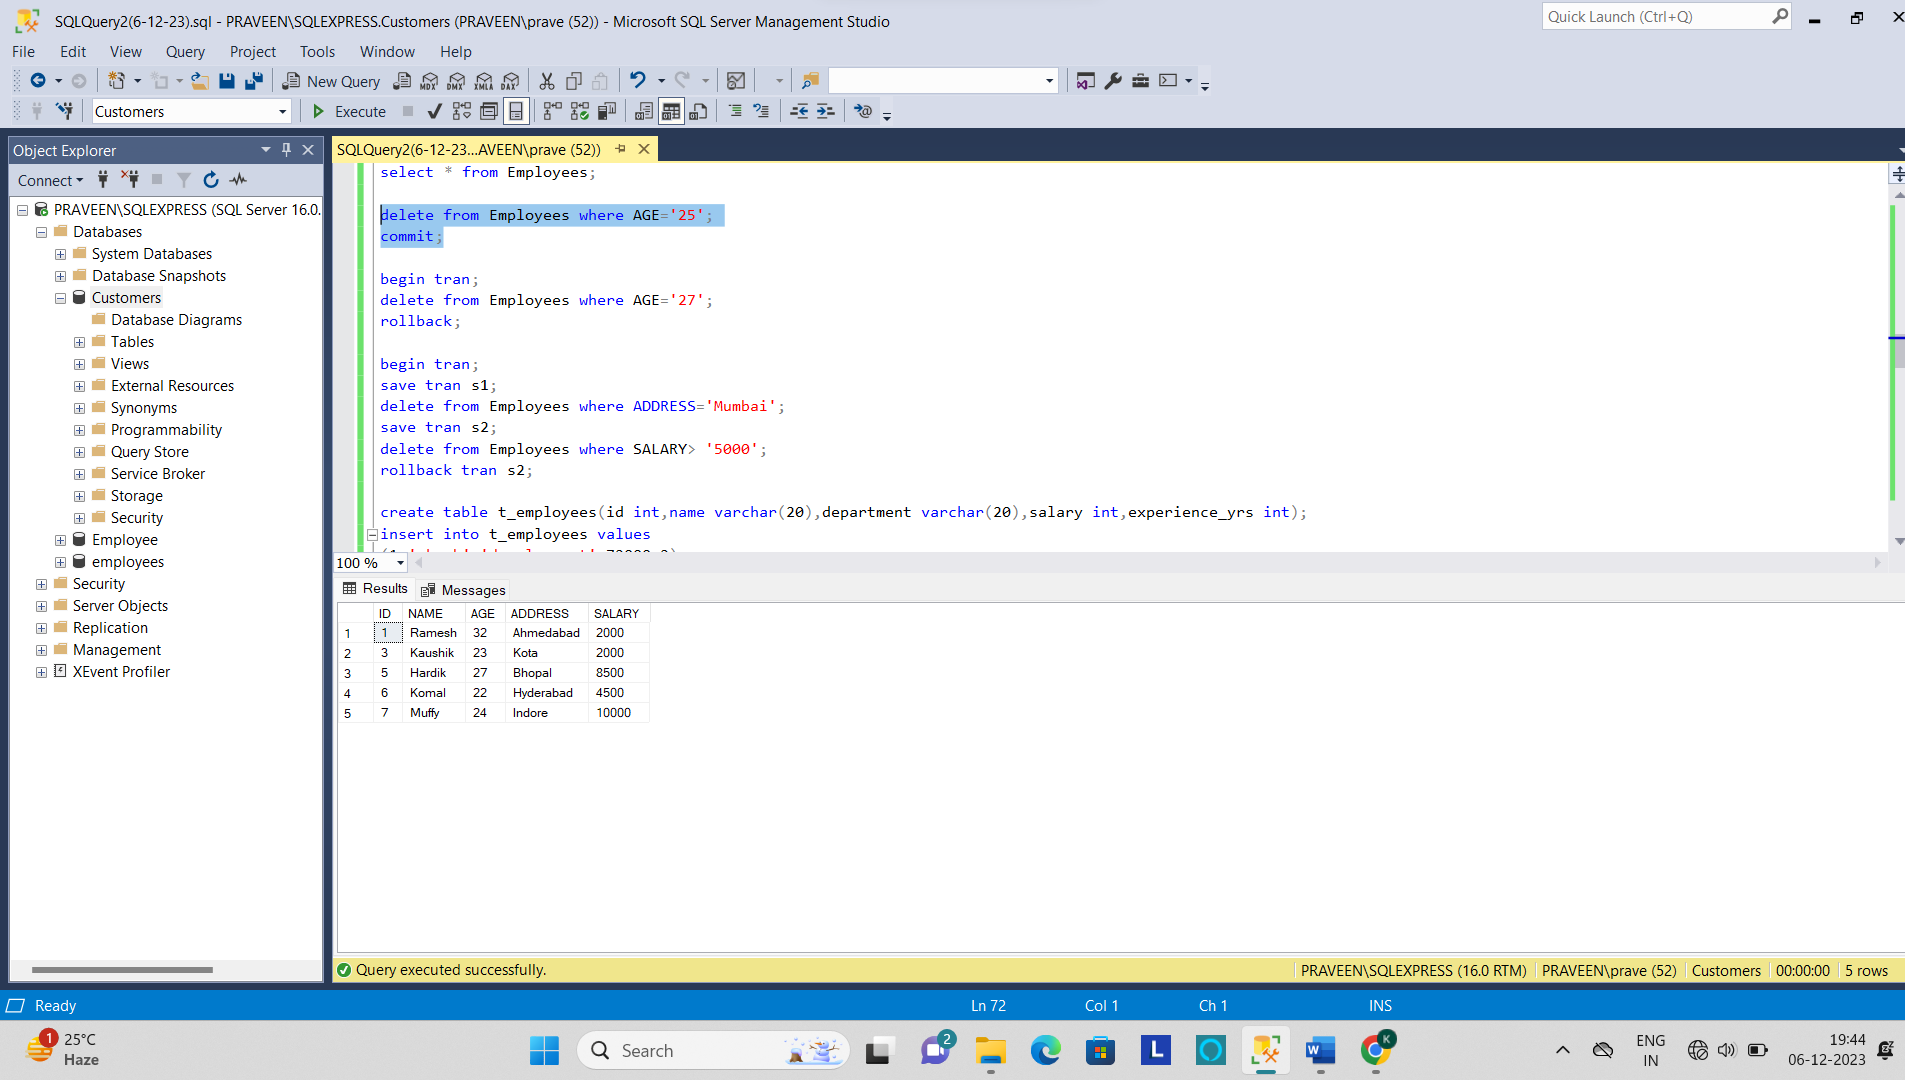 SQLQuery2(6-12-23).sql - PRAVEEN\SQLEXPRESS.Customers (PRAVEEN\prave (52)) - Microsoft SQL Server Management Studio
Quick Launch (Ctrl+Q)
File Edit View Query Project Tools Window Help
New Query MDX DMX XMLA DAX
Customers Execute
Object Explorer
Connect
PRAVEEN\SQLEXPRESS (SQL Server 16.0.
Databases
System Databases
Database Snapshots
Customers
Database Diagrams
Tables
Views
External Resources
Synonyms
Programmability
Query Store
Service Broker
Storage
Security
Employee
employees
Security
Server Objects
Replication
Management
XEvent Profiler
SQLQuery2(6-12-23...AVEEN\prave (52))
select * from Employees;
delete from Employees where AGE='25';
commit;
begin tran;
delete from Employees where AGE='27';
rollback;
begin tran;
save tran s1;
delete from Employees where ADDRESS='Mumbai';
save tran s2;
delete from Employees where SALARY> '5000';
rollback tran s2;
create table t_employees(id int,name varchar(20),department varchar(20),salary int,experience_yrs int);
insert into t_employees values
100 %
Results Messages
ID NAME AGE ADDRESS SALARY
1 1 Ramesh 32 Ahmedabad 2000
2 3 Kaushik 23 Kota 2000
3 5 Hardik 27 Bhopal 8500
4 6 Komal 22 Hyderabad 4500
5 7 Muffy 24 Indore 10000
Query executed successfully. PRAVEEN\SQLEXPRESS (16.0 RTM) PRAVEEN\prave (52) Customers 00:00:00 5 rows
Ready Ln 72 Col 1 Ch 1 INS
1 25°C
Haze
Search
2
L
W
K
ENG
IN
19:44
06-12-2023